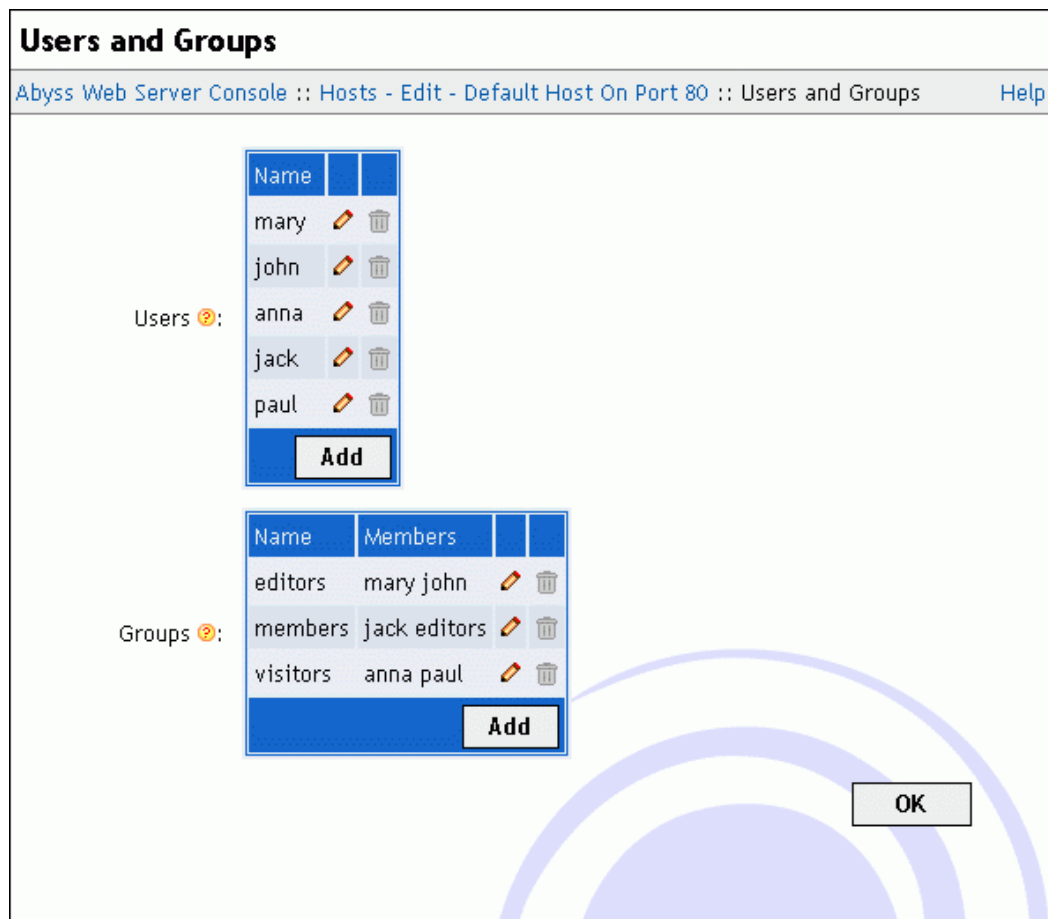 Users and Groups
Abyss Web Server Console :: Hosts - Edit - Default Host On Port 80 :: Users and Groups Help
Name
mary
john
Users ?: anna
jack
paul
Add
Name Members
editors mary john
Groups ?: members jack editors
visitors anna paul
Add
OK